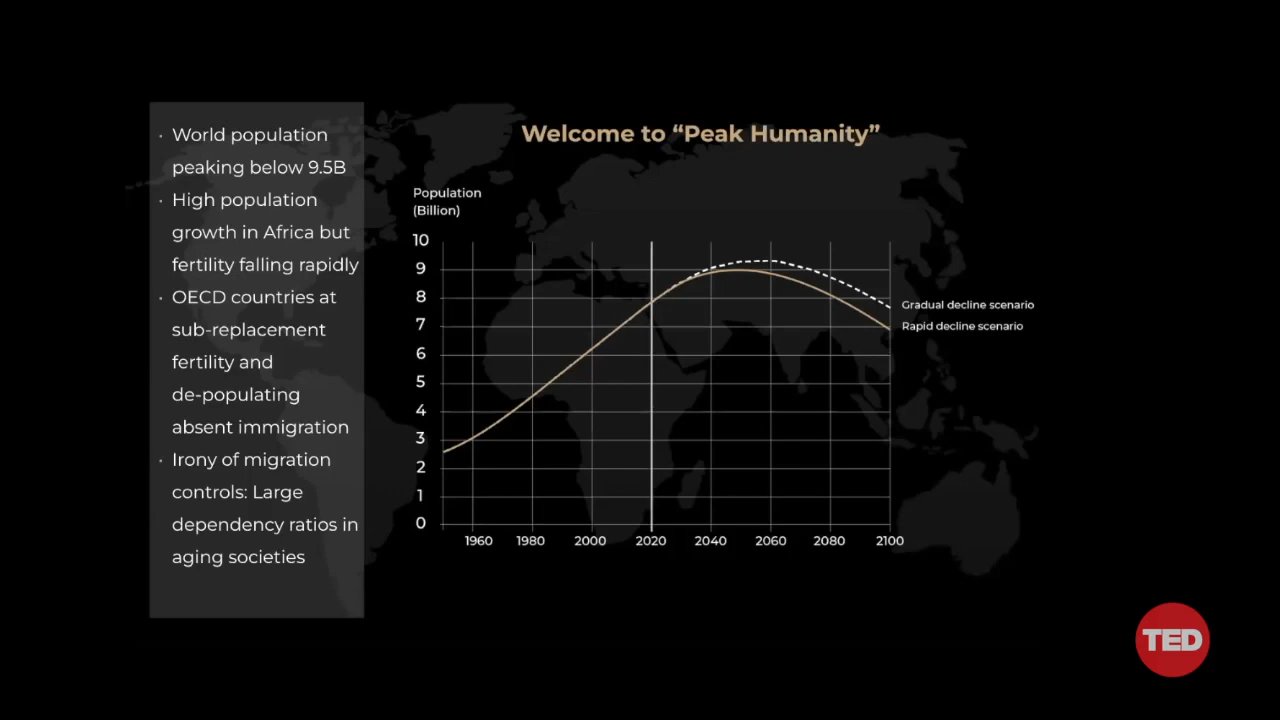 · World population
peaking below 9.5B
· High population
growth in Africa but
fertility falling rapidly
· OECD countries at
sub-replacement
fertility and
de-populating
absent immigration
· Irony of migration
controls: Large
dependency ratios in
aging societies
Welcome to “Peak Humanity”
Population
(Billion)
10
9
8
7
6
5
4
3
2
1
0
1960 1980 2000 2020 2040 2060 2080 2100
Gradual decline scenario
Rapid decline scenario
TED